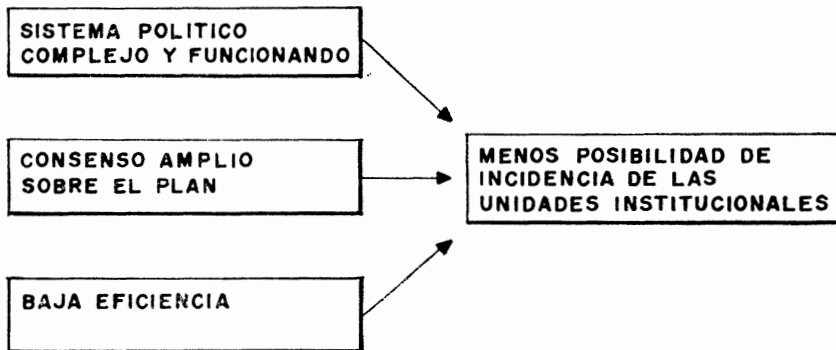 SISTEMA POLITICO
COMPLEJO Y FUNCIONANDO
CONSENSO AMPLIO
SOBRE EL PLAN
MENOS POSIBILIDAD DE
INCIDENCIA DE LAS
UNIDADES INSTITUCIONALES
BAJA EFICIENCIA